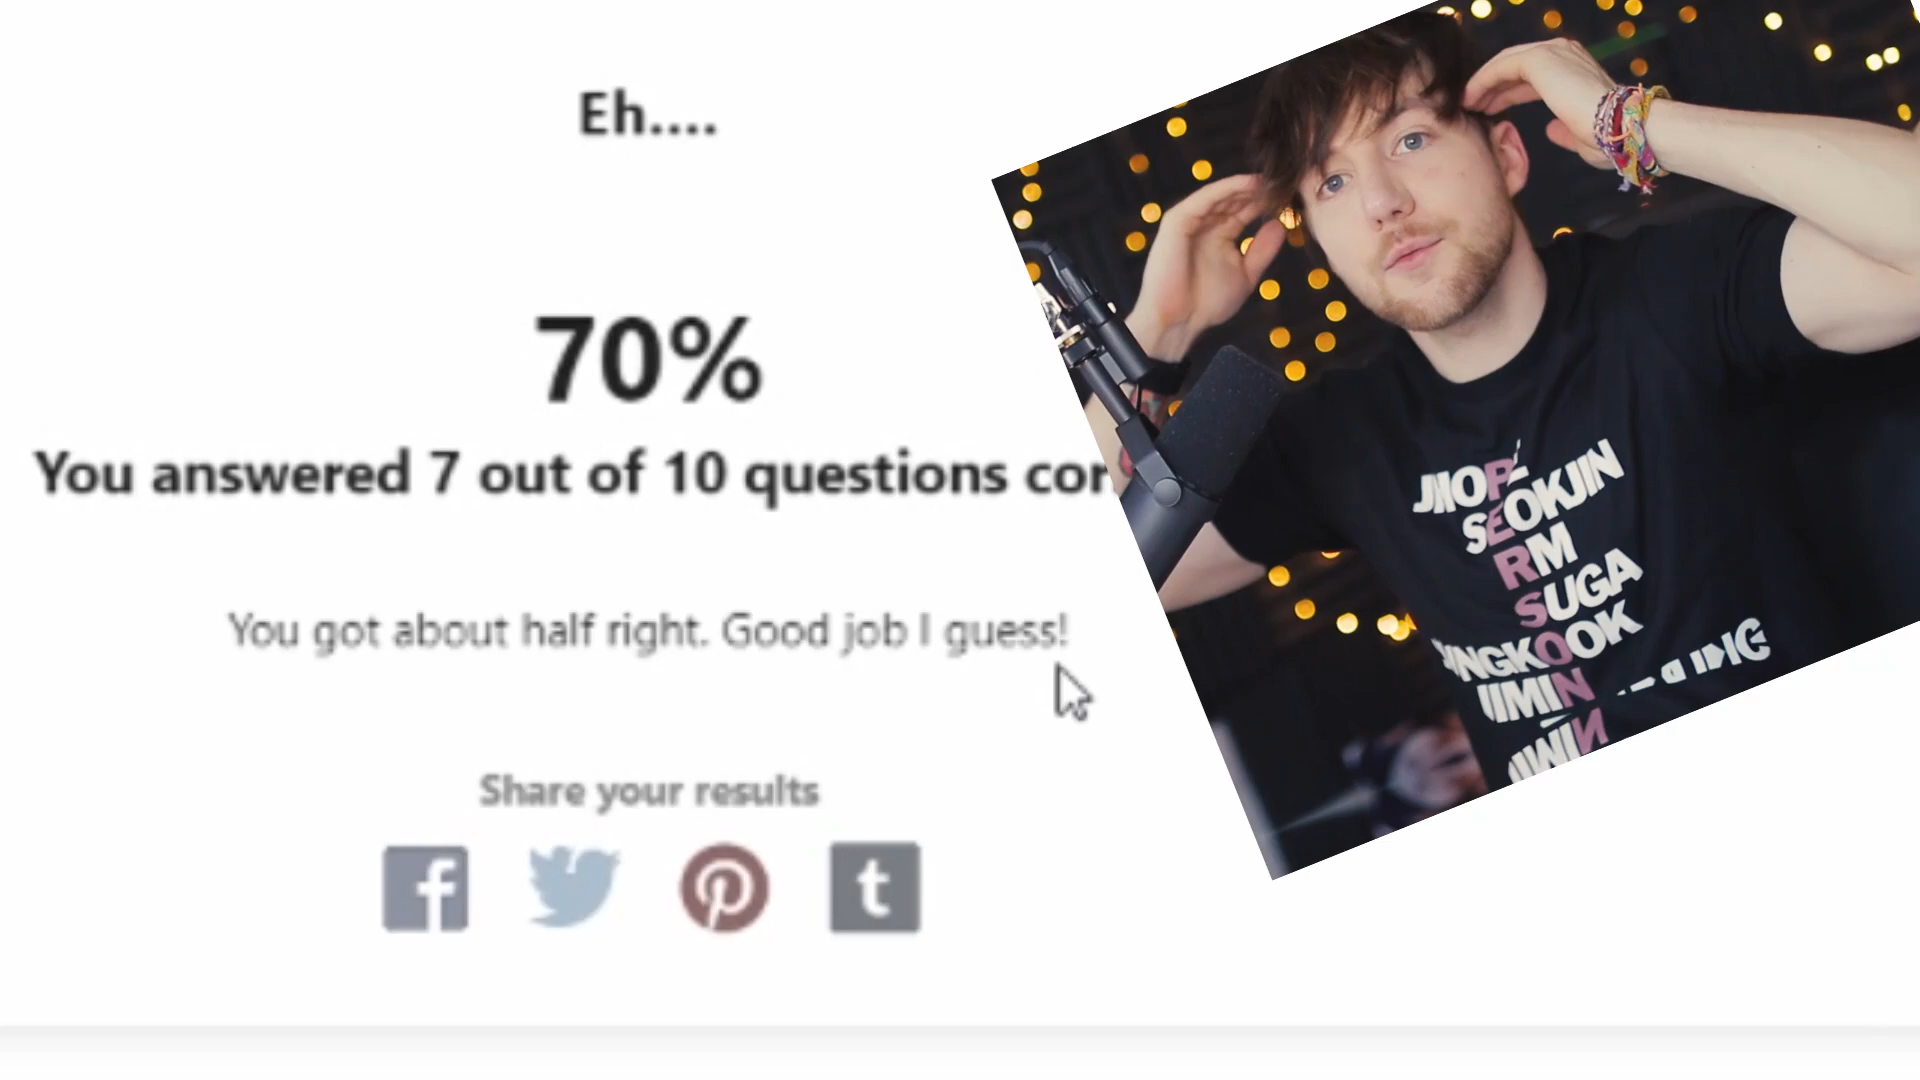 Eh....
70%
You answered 7 out of 10 questions cor
You got about half right. Good job I guess!
Share your results
f
t
SEOKJIN
RM
SUGA
JIMIN